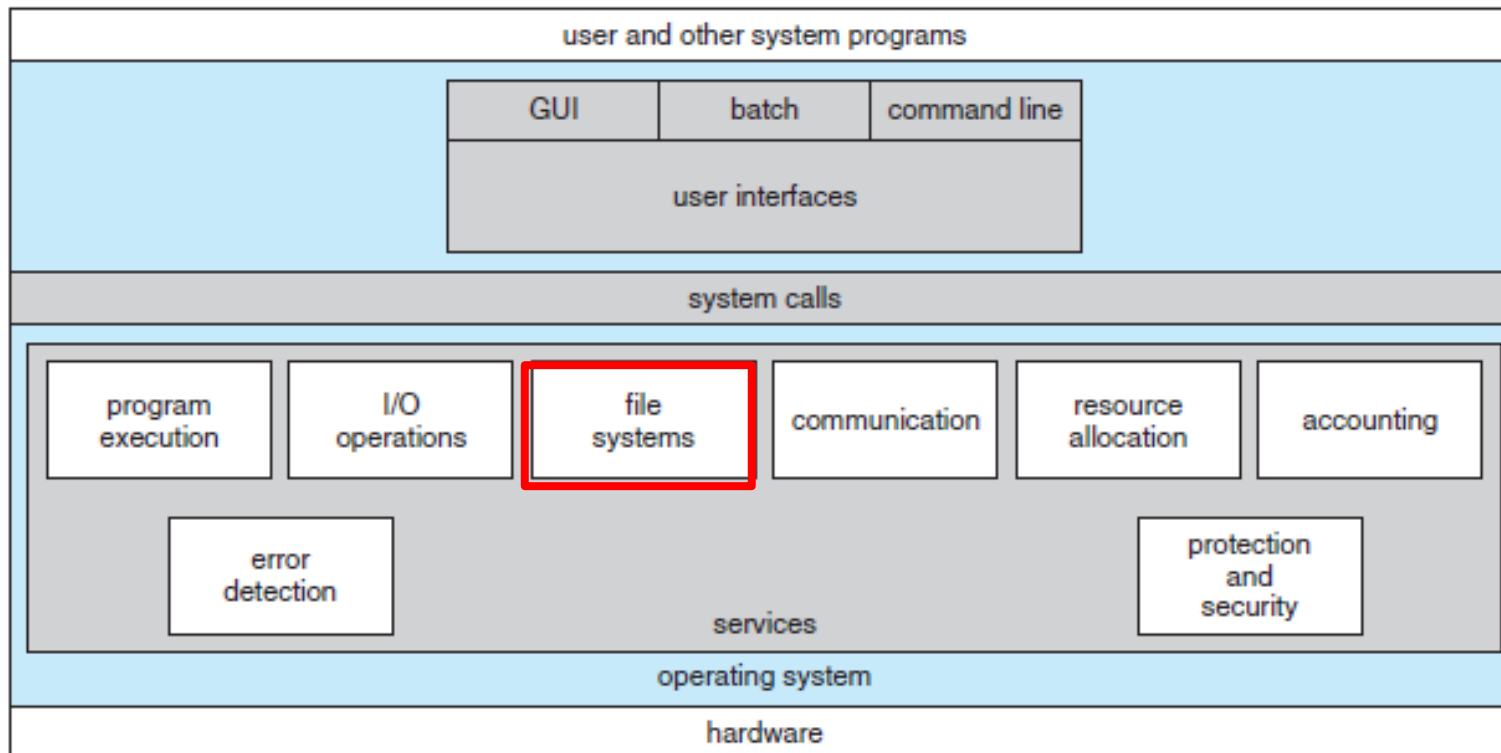 user and other system programs
GUI
batch
command line
user interfaces
system calls
program
execution
I/O
operations
file
systems
communication
resource
allocation
accounting
error
detection
protection
and
security
services
operating system
hardware